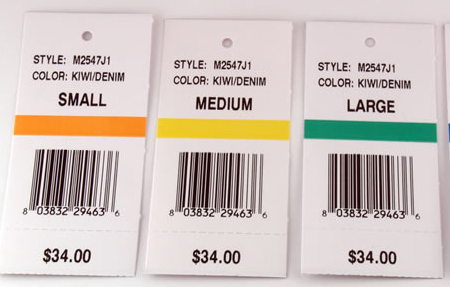 STYLE: M2547J1
COLOR: KIWI/DENIM
SMALL
8 03832 29463 6
$34.00
STYLE: M2547J1
COLOR: KIWI/DENIM
MEDIUM
8 03832 29463 6
$34.00
STYLE: M2547J1
COLOR: KIWI/DENIM
LARGE
8 03832 29463 6
$34.00